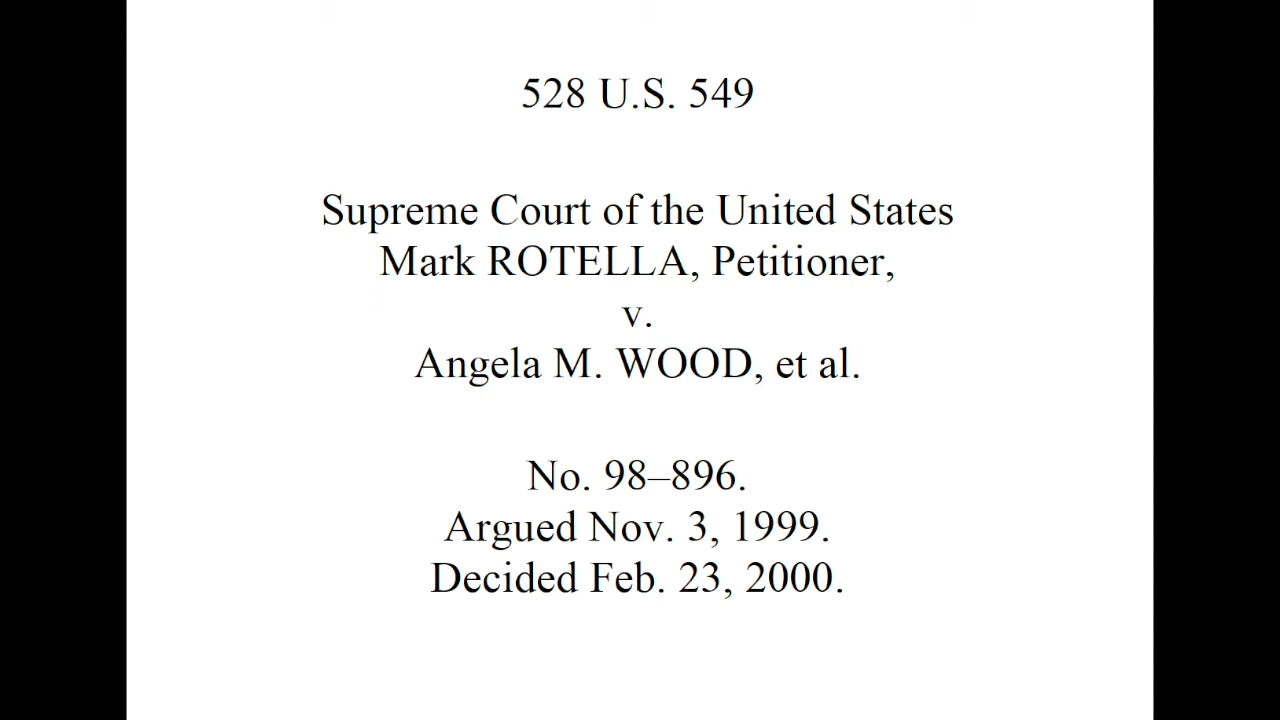 528 U.S. 549
Supreme Court of the United States
Mark ROTELLA, Petitioner,
v.
Angela M. WOOD, et al.
No. 98–896.
Argued Nov. 3, 1999.
Decided Feb. 23, 2000.